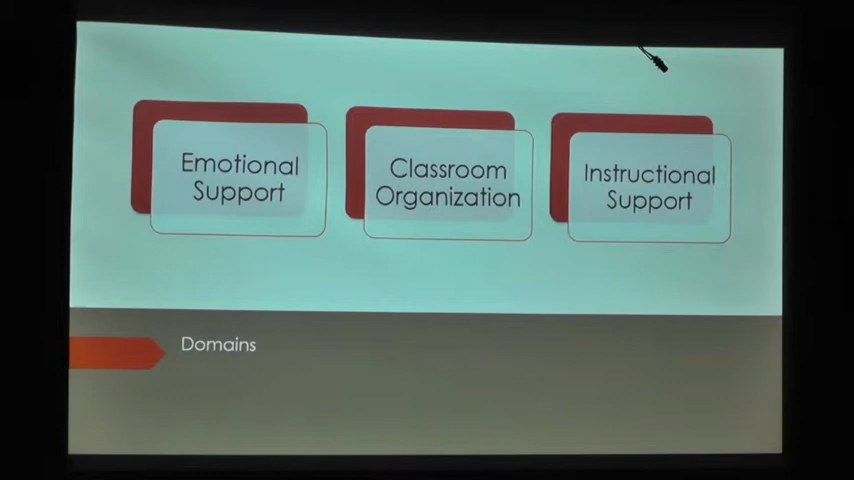 Emotional
Support
Classroom
Organization
Instructional
Support
Domains